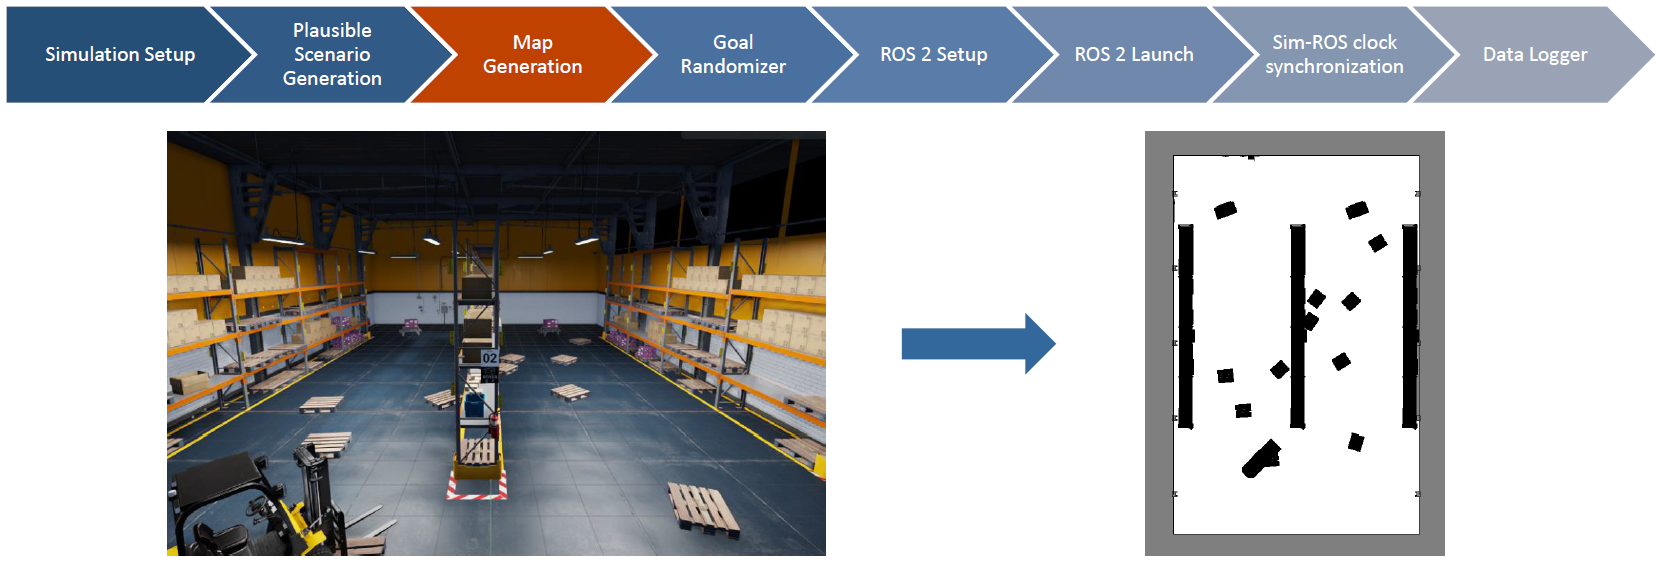 Simulation Setup
Plausible
Scenario
Generation
Map
Generation
Goal
Randomizer
ROS 2 Setup
ROS 2 Launch
Sim-ROS clock
synchronization
Data Logger
02